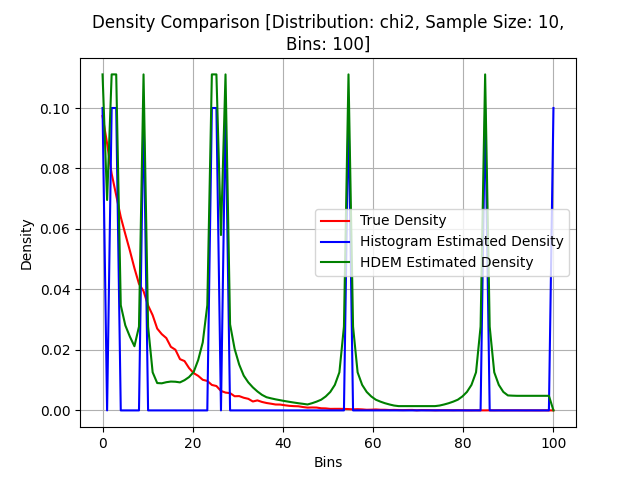 Density Comparison [Distribution: chi2, Sample Size: 10,
Bins: 100]
Density
0.10
0.08
0.06
0.04
0.02
0.00
True Density
Histogram Estimated Density
HDEM Estimated Density
0 20 40 60 80 100
Bins